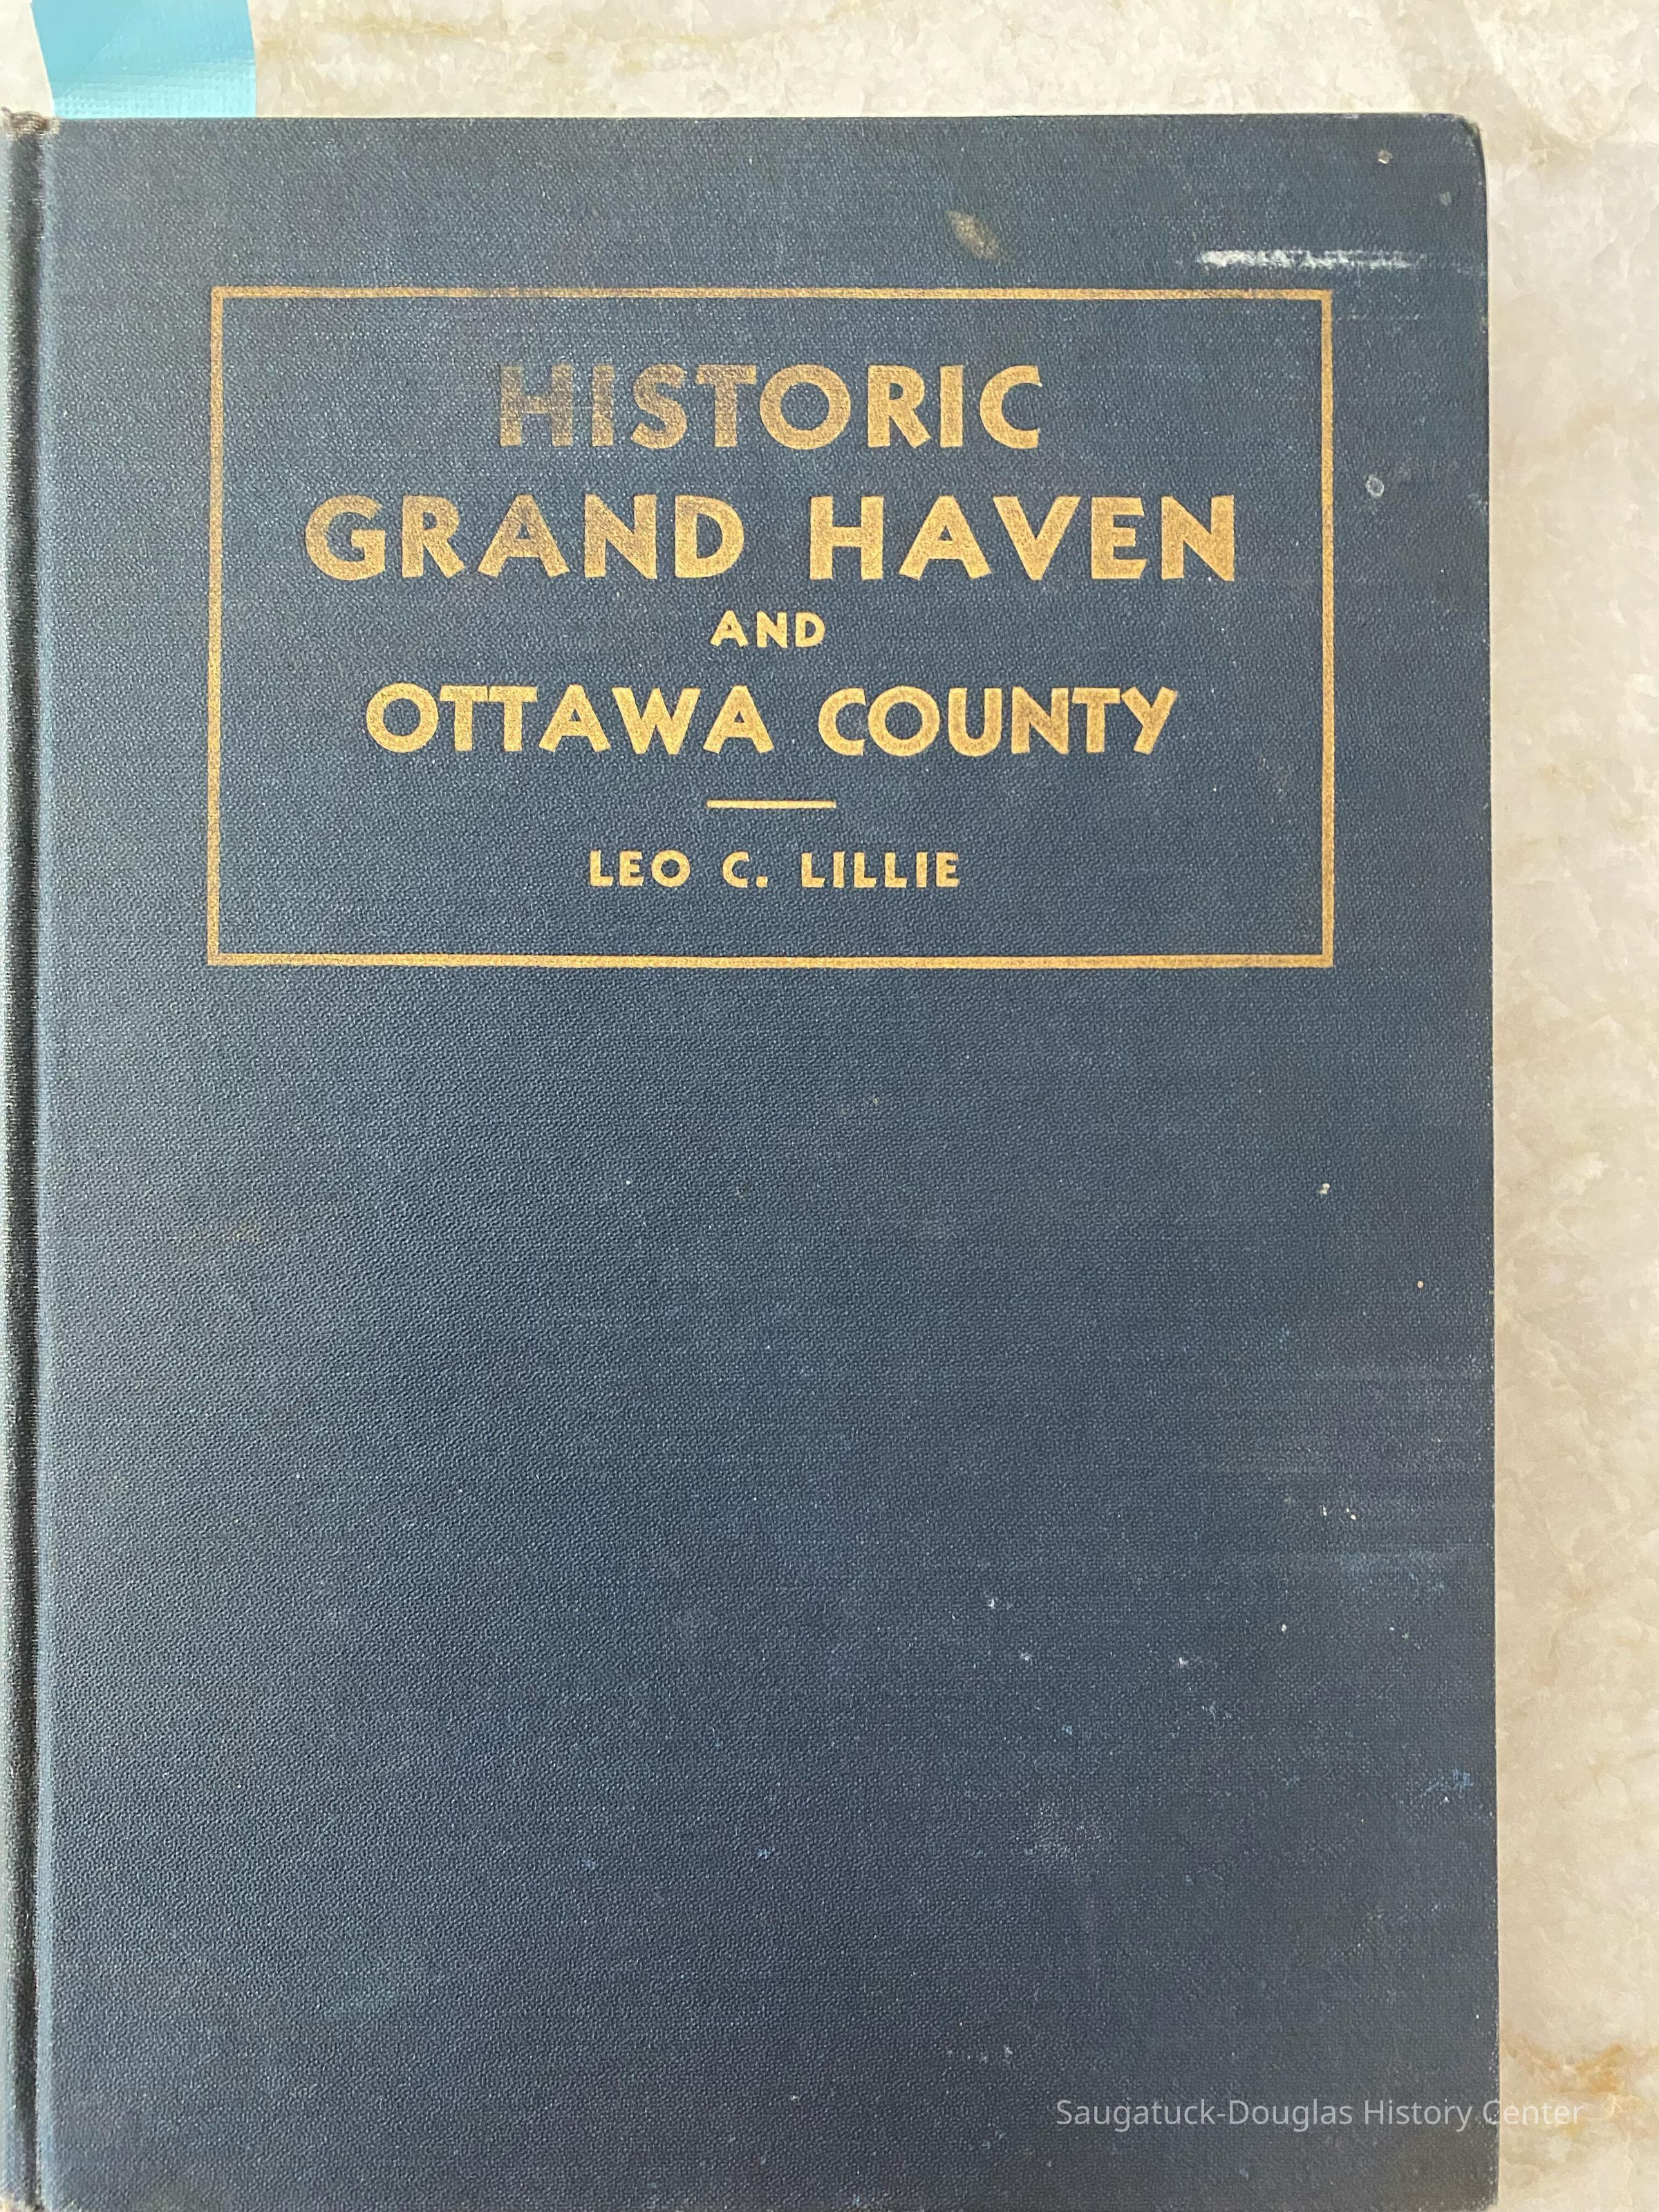 HISTORIC
GRAND HAVEN
AND
OTTAWA COUNTY
LEO C. LILLIE
Saugatuck-Douglas History Center